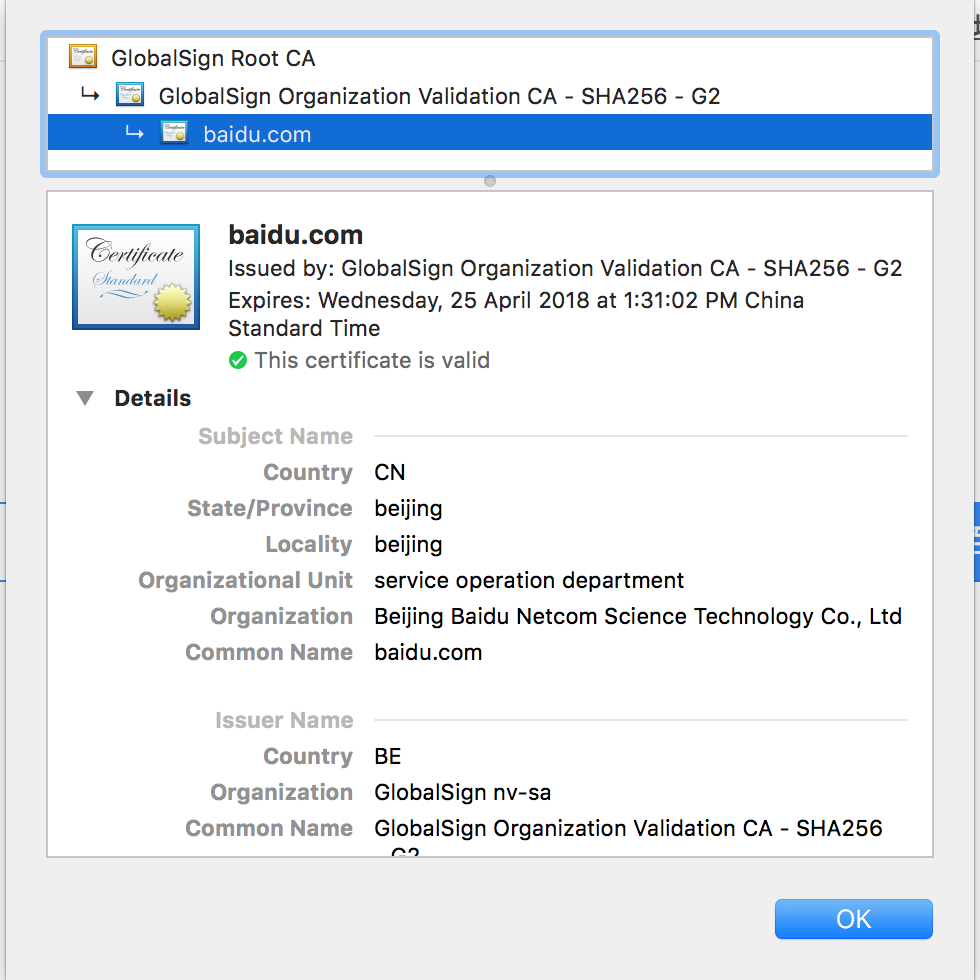 GlobalSign Root CA
GlobalSign Organization Validation CA - SHA256 - G2
baidu.com
Certificate
Standard
baidu.com
Issued by: GlobalSign Organization Validation CA - SHA256 - G2
Expires: Wednesday, 25 April 2018 at 1:31:02 PM China
Standard Time
This certificate is valid
Details
Subject Name
Country CN
State/Province beijing
Locality beijing
Organizational Unit service operation department
Organization Beijing Baidu Netcom Science Technology Co., Ltd
Common Name baidu.com
Issuer Name
Country BE
Organization GlobalSign nv-sa
Common Name GlobalSign Organization Validation CA - SHA256
- G2
OK